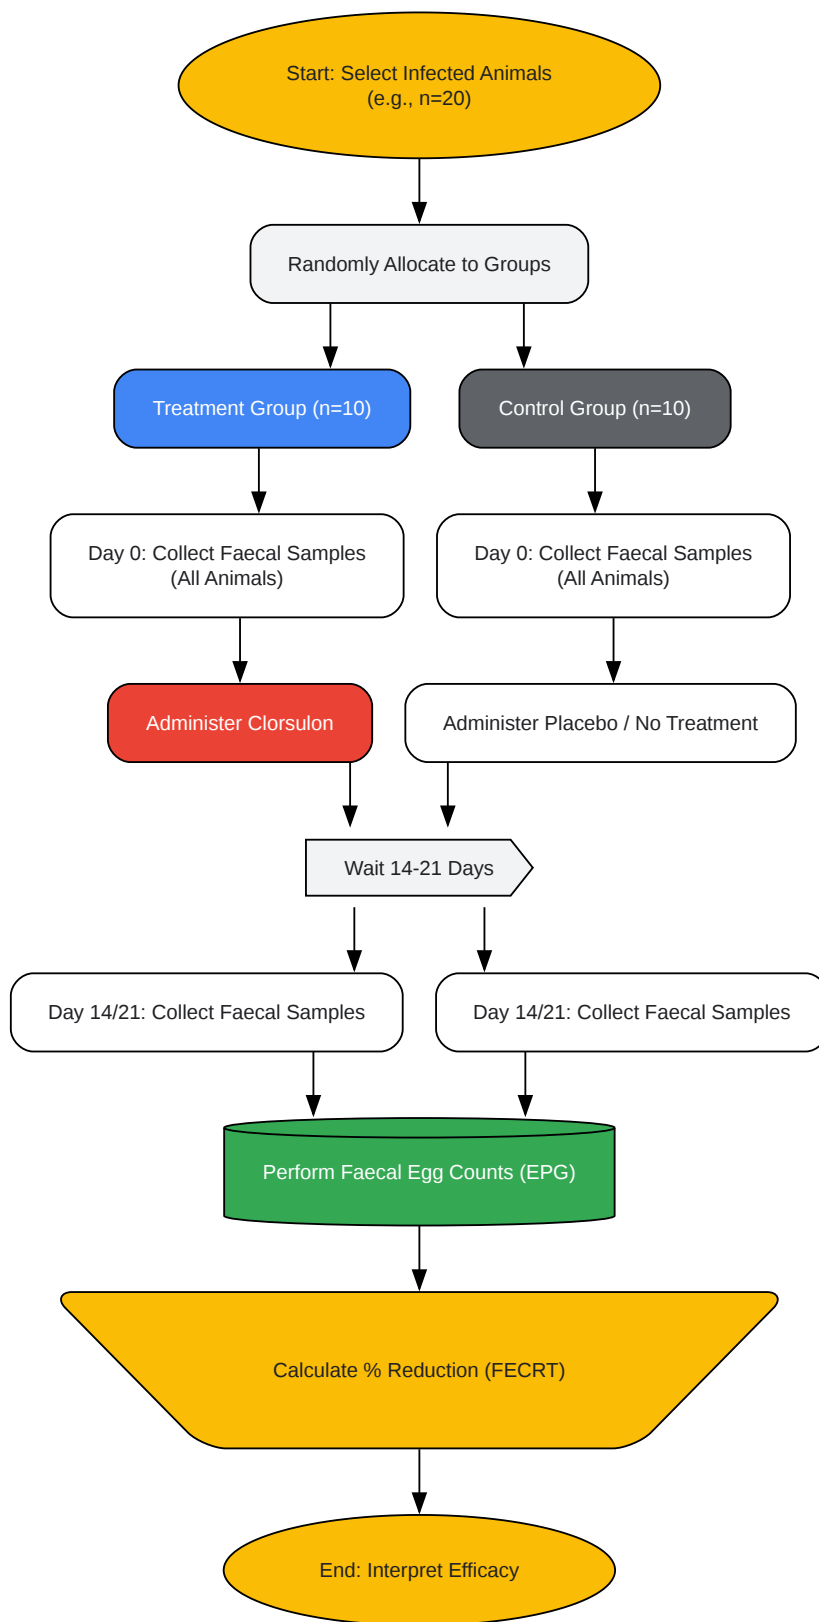 Start: Select Infected Animals
(e.g., n=20)
Randomly Allocate to Groups
Treatment Group (n=10)
Control Group (n=10)
Day 0: Collect Faecal Samples
(All Animals)
Day 0: Collect Faecal Samples
(All Animals)
Administer Clorsulon
Administer Placebo / No Treatment
Wait 14-21 Days
Day 14/21: Collect Faecal Samples
Day 14/21: Collect Faecal Samples
Perform Faecal Egg Counts (EPG)
Calculate % Reduction (FECRT)
End: Interpret Efficacy